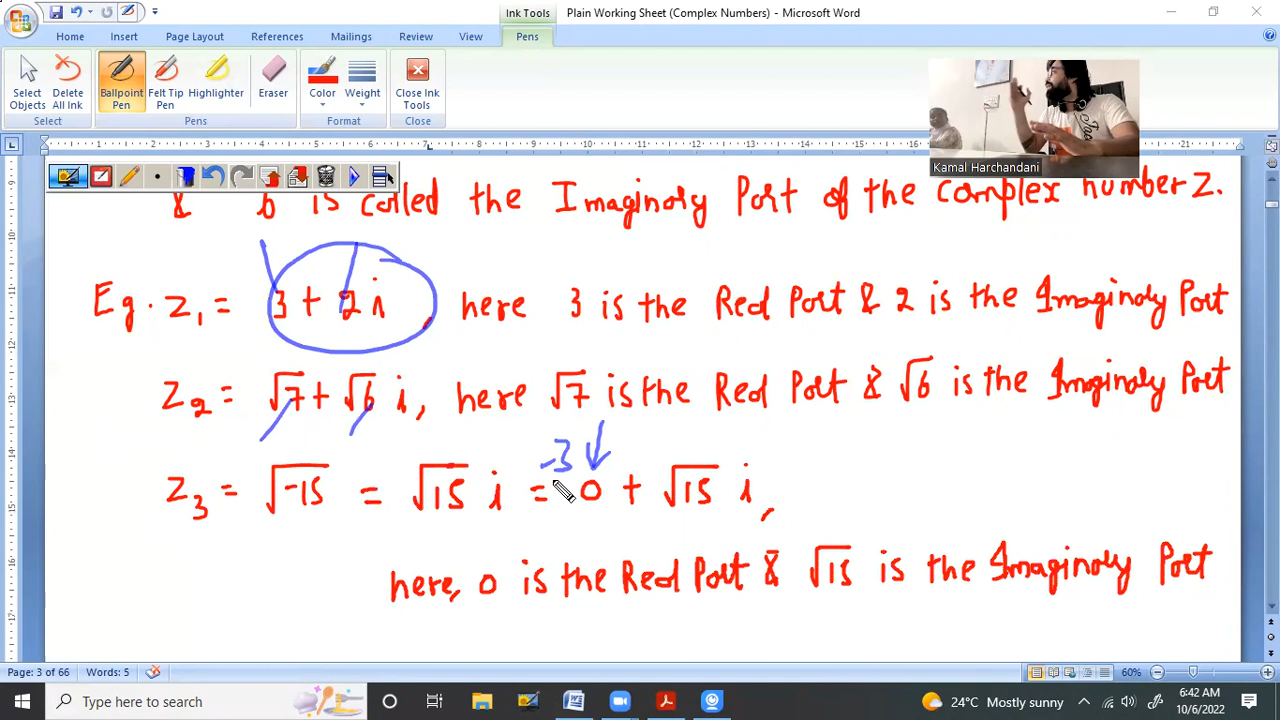 Ink Tools
Plain Working Sheet (Complex Numbers) - Microsoft Word
Home Insert Page Layout References Mailings Review View Pens
Select Objects
Delete All Ink
Ballpoint Pen
Felt Tip Pen
Highlighter
Eraser
Color
Weight
Close Ink Tools
Select Pens Format Close
Kamal Harchandani
& b is called the Imaginary Part of the complex number Z.
Eg. Z₁ = 3 + 2i, here 3 is the Real Part & 2 is the Imaginary Part
Z₂ = √7 + √6 i, here √7 is the Real Part & √6 is the Imaginary Part
-3
Z₃ = √-15 = √15 i = 0 + √15 i,
here, 0 is the Real Part & √15 is the Imaginary Part
Page: 3 of 66 Words: 5 60%
Type here to search
24°C Mostly sunny
6:42 AM
10/6/2022